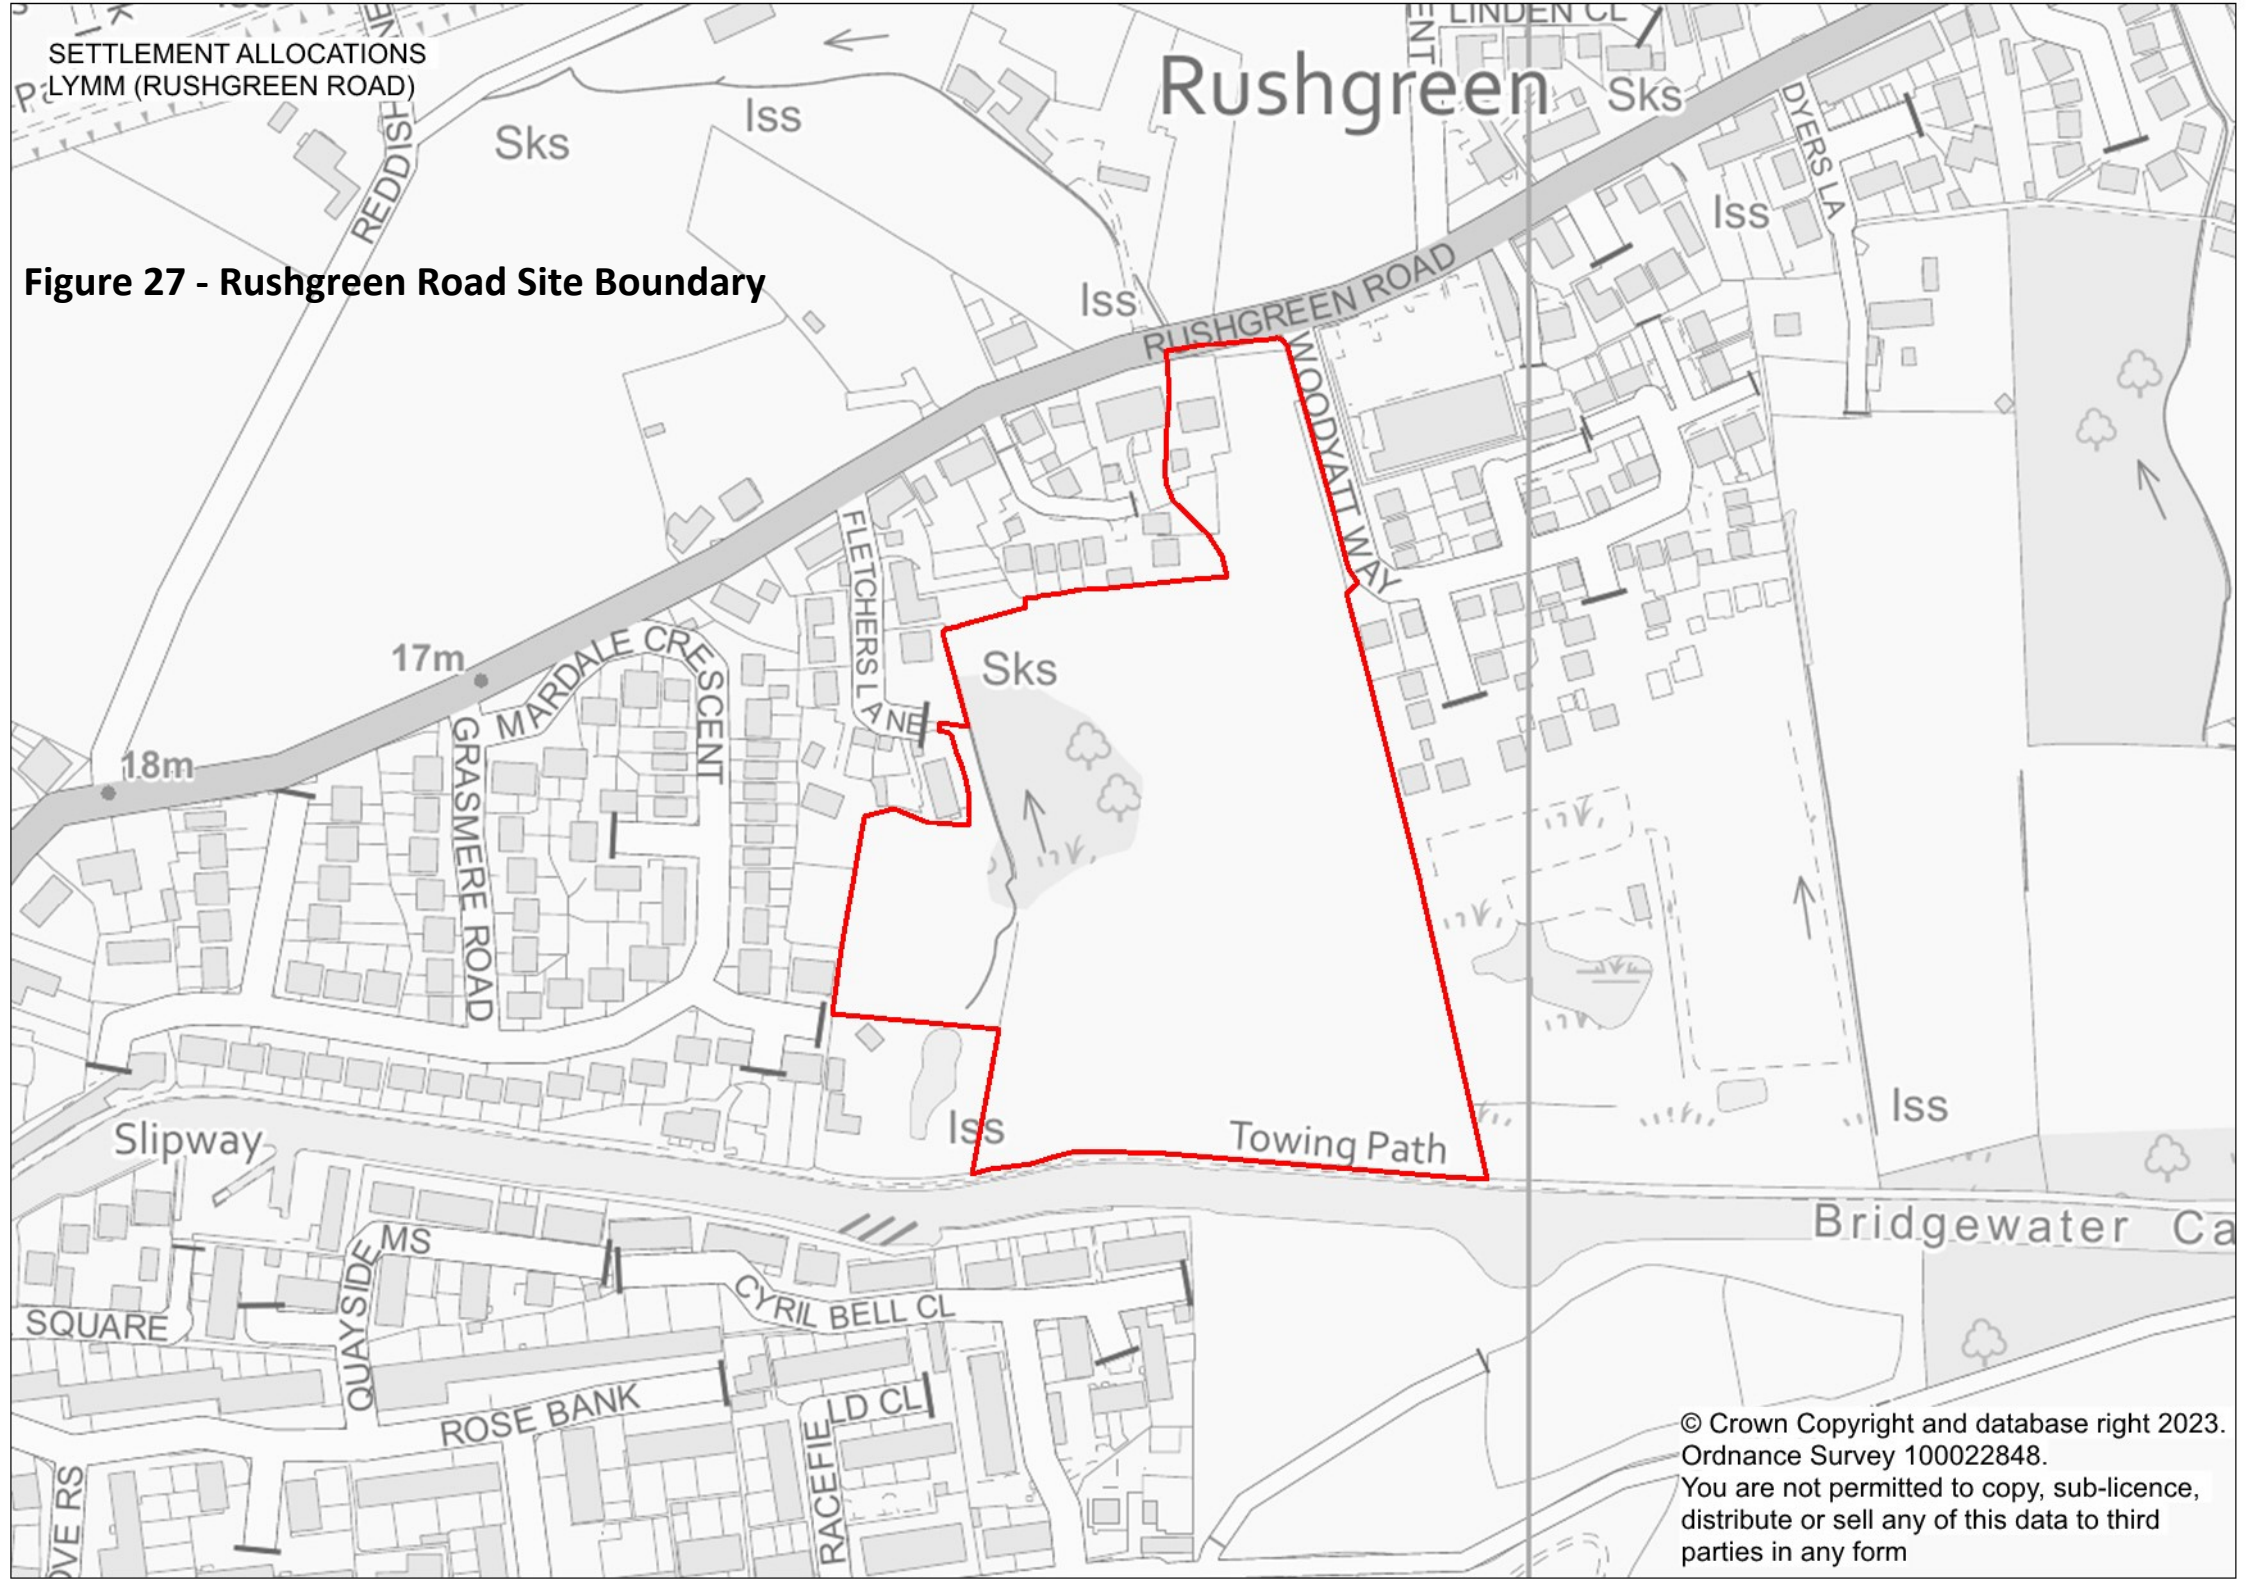 LINDEN CL
SETTLEMENT ALLOCATIONS
LYMM (RUSHGREEN ROAD)
Rushgreen
Sks
Iss
Sks
REDDISH
DYERS LA
Iss
Figure 27 - Rushgreen Road Site Boundary
Iss
RUSHGREEN ROAD
WOODYATT WAY
FLETCHERS LANE
17m
MARDALE CRESCENT
Sks
18m
GRASMERE ROAD
Iss
Iss
Slipway
Towing Path
Bridgewater Ca
QUAYSIDE
MS
CYRIL BELL CL
SQUARE
ROSE BANK
RACEFIELD CL
OVE RS
© Crown Copyright and database right 2023.
Ordnance Survey 100022848.
You are not permitted to copy, sub-licence,
distribute or sell any of this data to third
parties in any form